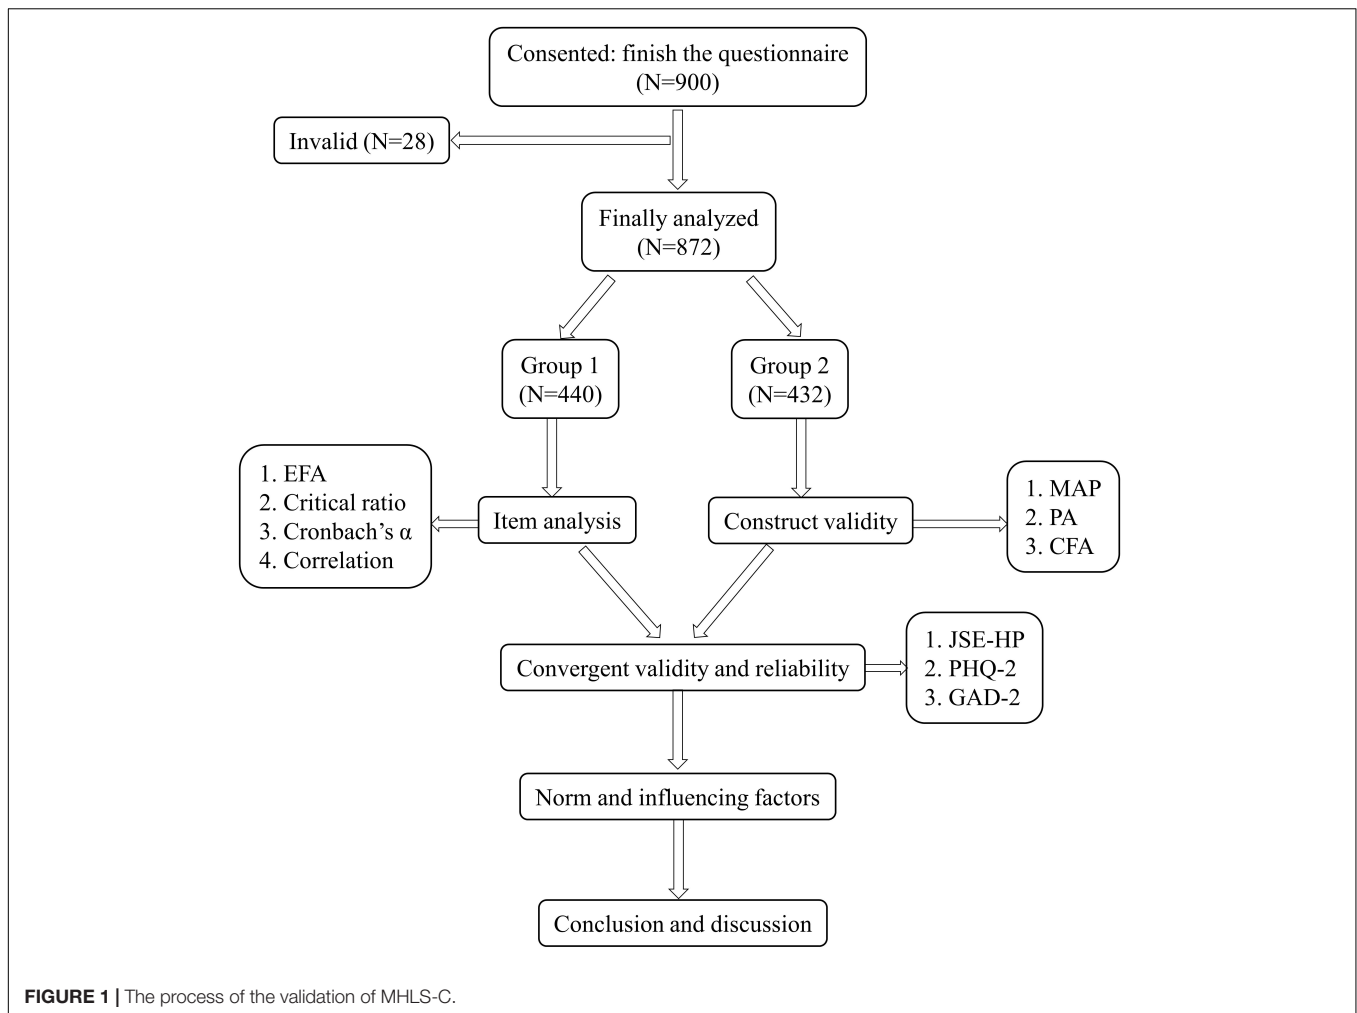 Consented: finish the questionnaire
(N=900)
Invalid (N=28)
Finally analyzed
(N=872)
Group 1
(N=440)
Group 2
(N=432)
1. EFA
2. Critical ratio
3. Cronbach's α
4. Correlation
Item analysis
Construct validity
1. MAP
2. PA
3. CFA
Convergent validity and reliability
1. JSE-HP
2. PHQ-2
3. GAD-2
Norm and influencing factors
Conclusion and discussion
FIGURE 1 | The process of the validation of MHLS-C.